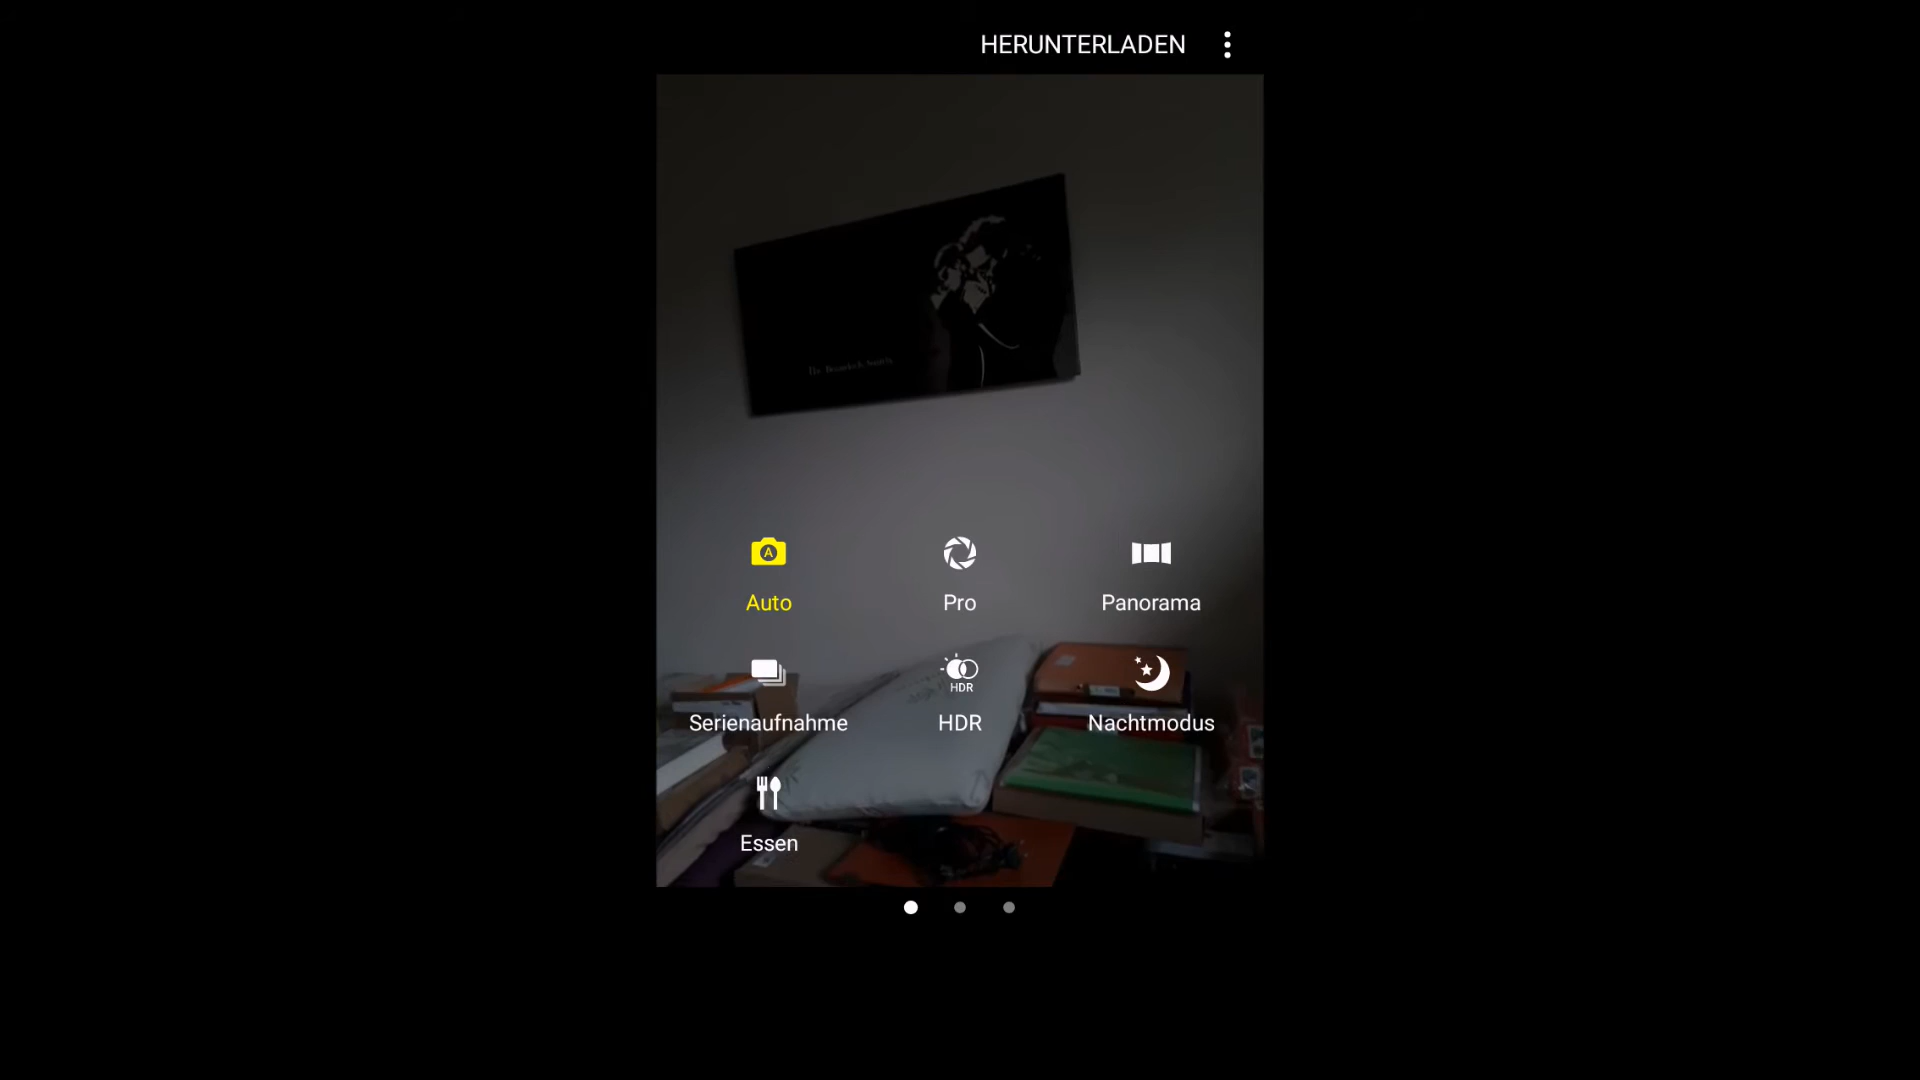 HERUNTERLADEN
A
Auto
Pro
Panorama
HDR
Serienaufnahme
HDR
Nachtmodus
Essen